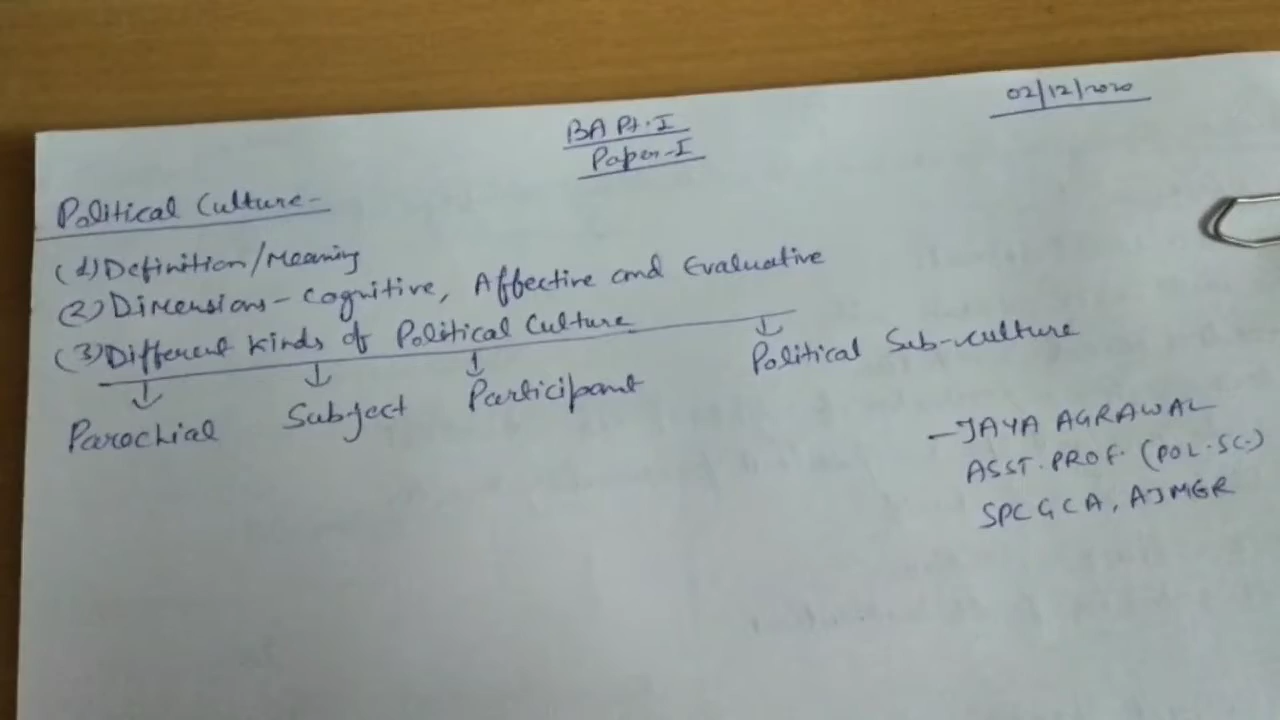 02/12/2020
BA Pt. I
Paper-I
Political Culture-
(1) Definition/Meaning
(2) Dimensions - Cognitive, Affective and Evaluative
(3) Different kinds of Political Culture
Parochial Subject Participant Political Sub-culture
- JAYA AGRAWAL
ASST. PROF. (POL. SC.)
SPCGCA, AJMER